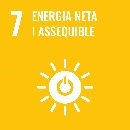 7 ENERGIA NETA
I ASSEQUIBLE